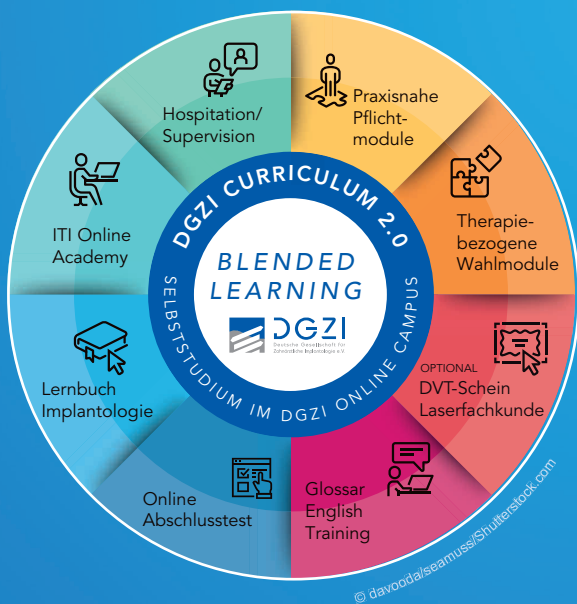 Hospitation/
Supervision
Praxisnahe
Pflicht-
module
Therapie-
bezogene
Wahlmodule
OPTIONAL
DVT-Schein
Laserfachkunde
Glossar
English
Training
Online
Abschlusstest
Lernbuch
Implantologie
ITI Online
Academy
DGZI CURRICULUM 2.0
BLENDED
LEARNING
DGZI
Deutsche Gesellschaft für
Zahnärztliche Implantologie e.V.
SELBSTSTUDIUM IM DGZI ONLINE CAMPUS
© davooda/seamuss/Shutterstock.com